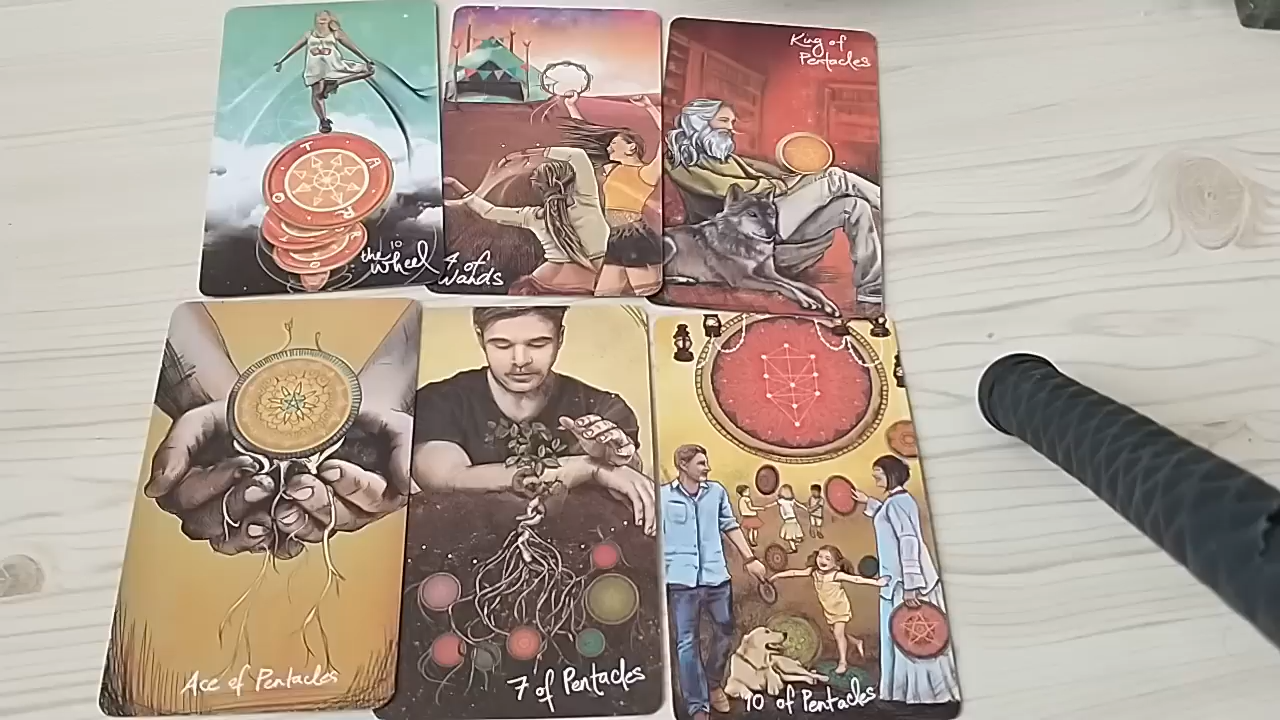 T A R O
10
the Wheel
4 of
Wands
King of
Pentacles
Ace of Pentacles
7 of Pentacles
10 of Pentacles